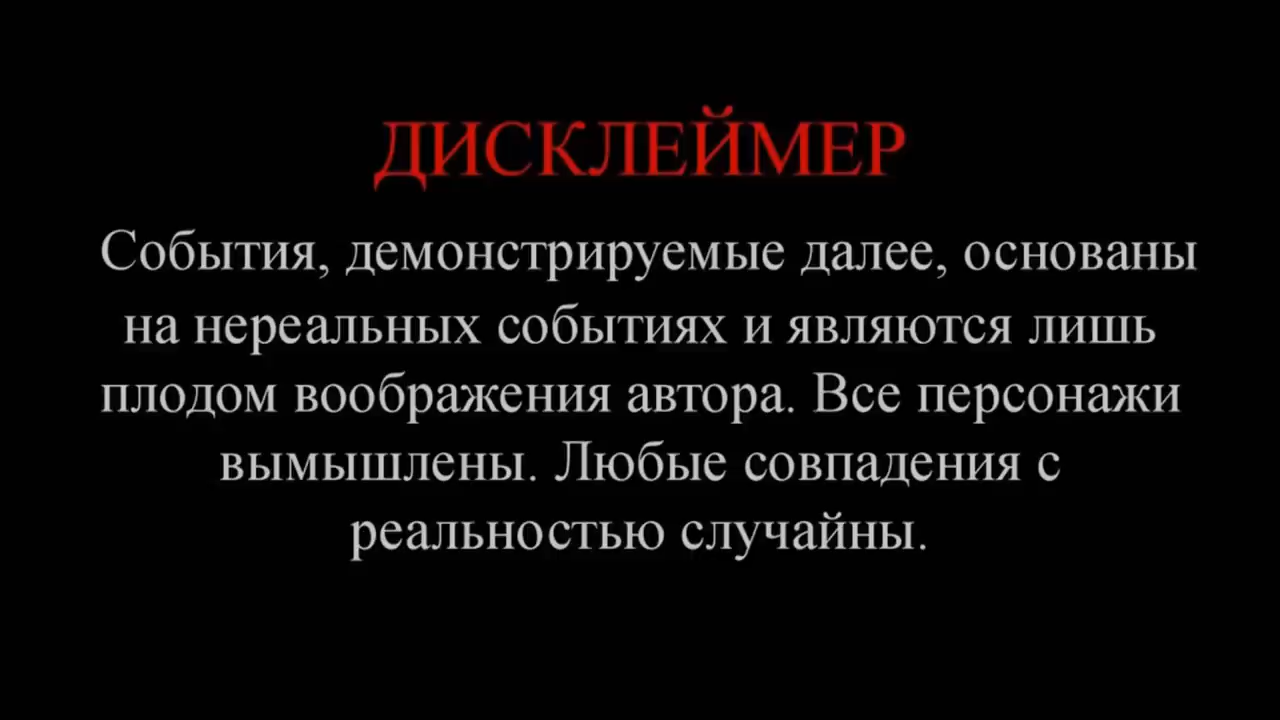 ДИСКЛЕЙМЕР
События, демонстрируемые далее, основаны
на нереальных событиях и являются лишь
плодом воображения автора. Все персонажи
вымышлены. Любые совпадения с
реальностью случайны.